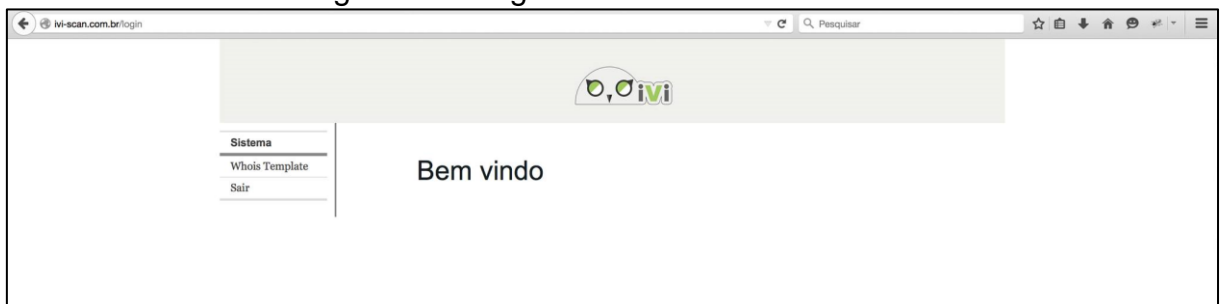 ivi-scan.com.br/login
Pesquisar
ivi
Sistema
Whois Template
Sair
Bem vindo